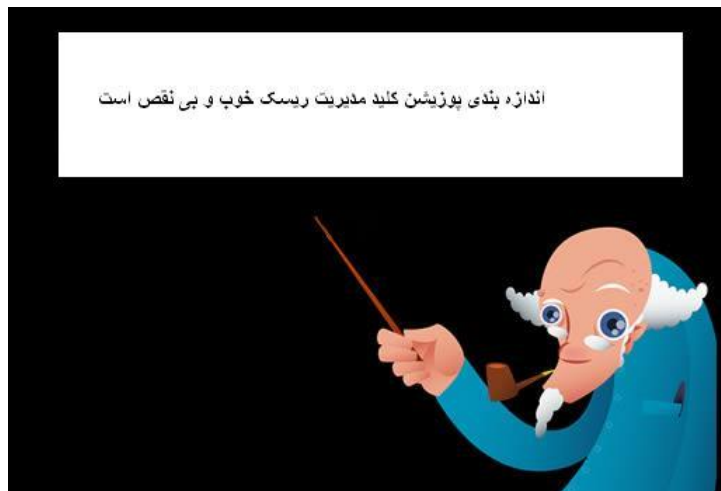 اندازه بندی پوزیشن کلید مدیریت ریسک خوب و بی نقص است